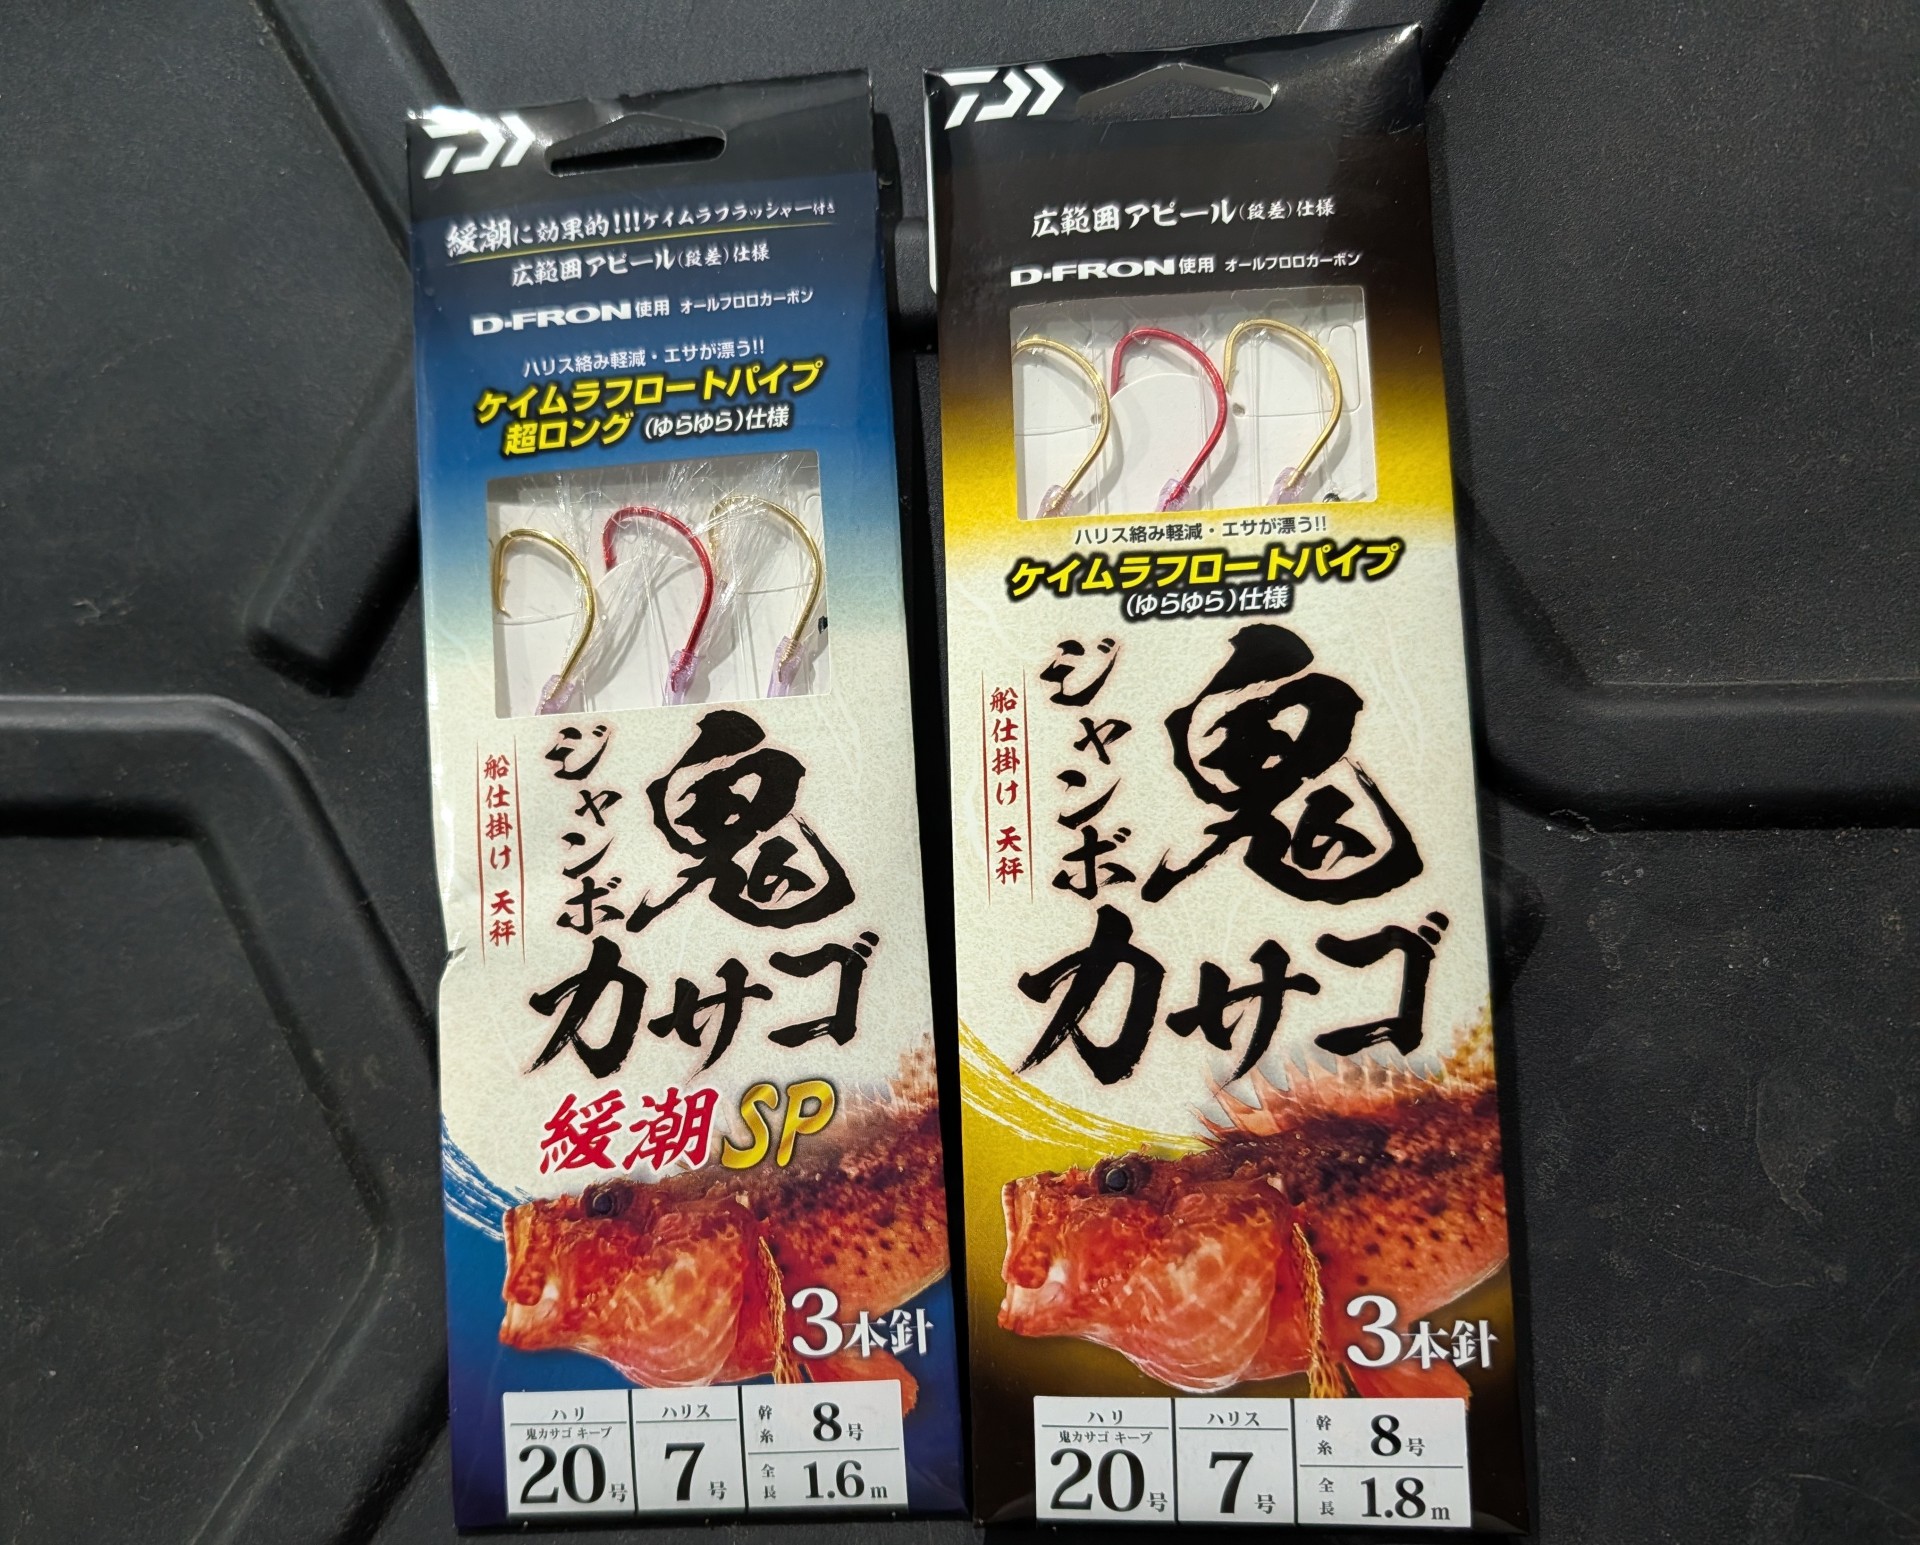 緩潮に効果的!!!ケイムラフラッシャー付き
広範囲アピール(段差)仕様
D-FRON使用 オールフロロカーボン
ハリス絡み軽減・エサが漂う!!
ケイムラフロートパイプ
超ロング(ゆらゆら)仕様
船仕掛け 天秤
ジャンボ
鬼
カサゴ
緩潮SP
3本針
ハリ
鬼カサゴ キープ
20号
ハリス
7号
幹糸 8号
全長 1.6m
広範囲アピール(段差)仕様
D-FRON使用 オールフロロカーボン
ハリス絡み軽減・エサが漂う!!
ケイムラフロートパイプ
(ゆらゆら)仕様
船仕掛け 天秤
ジャンボ
鬼
カサゴ
3本針
ハリ
鬼カサゴ キープ
20号
ハリス
7号
幹糸 8号
全長 1.8m